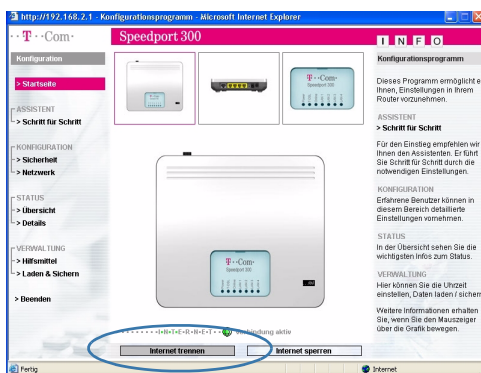 http://192.168.2.1 - Konfigurationsprogramm - Microsoft Internet Explorer
T · · Com ·
Speedport 300
INFO
Konfiguration
> Startseite
ASSISTENT
> Schritt für Schritt
KONFIGURATION
> Sicherheit
> Netzwerk
STATUS
> Übersicht
> Details
VERWALTUNG
> Hilfsmittel
> Laden & Sichern
> Beenden
T · · Com ·
Speedport 300
T · · Com ·
Speedport 300
INTERNET
Verbindung aktiv
Internet trennen
Internet sperren
Konfigurationsprogramm
Dieses Programm ermöglicht e
Ihnen, Einstellungen in Ihrem
Router vorzunehmen.
ASSISTENT
> Schritt für Schritt
Für den Einstieg empfehlen wir
Ihnen den Assistenten. Er führt
Sie Schritt für Schritt durch die
notwendigen Einstellungen.
KONFIGURATION
Erfahrene Benutzer können in
diesem Bereich detaillierte
Einstellungen vornehmen.
STATUS
In der Übersicht sehen Sie die
wichtigsten Infos zum Status.
VERWALTUNG
Hier können Sie die Uhrzeit
einstellen, Daten laden / sichern
Weitere Informationen erhalten
Sie, wenn Sie den Mauszeiger
über die Grafik bewegen.
Fertig
Internet